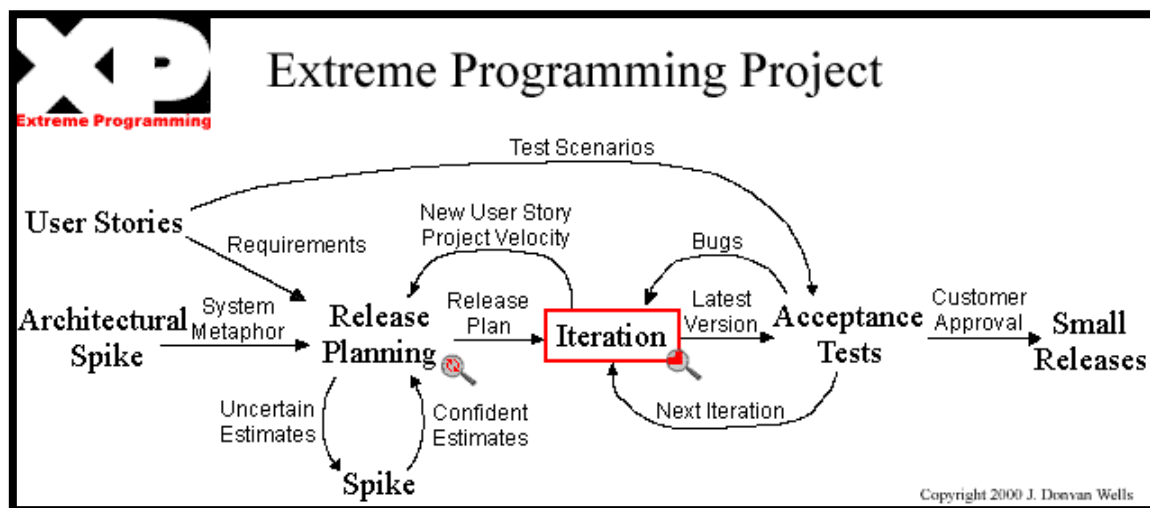 XP
Extreme Programming
Extreme Programming Project
Test Scenarios
User Stories
Requirements
New User Story
Project Velocity
Bugs
Architectural
Spike
System
Metaphor
Release
Planning
Release
Plan
Iteration
Latest
Version
Acceptance
Tests
Customer
Approval
Small
Releases
Uncertain
Estimates
Confident
Estimates
Next Iteration
Spike
Copyright 2000 J. Donvan Wells